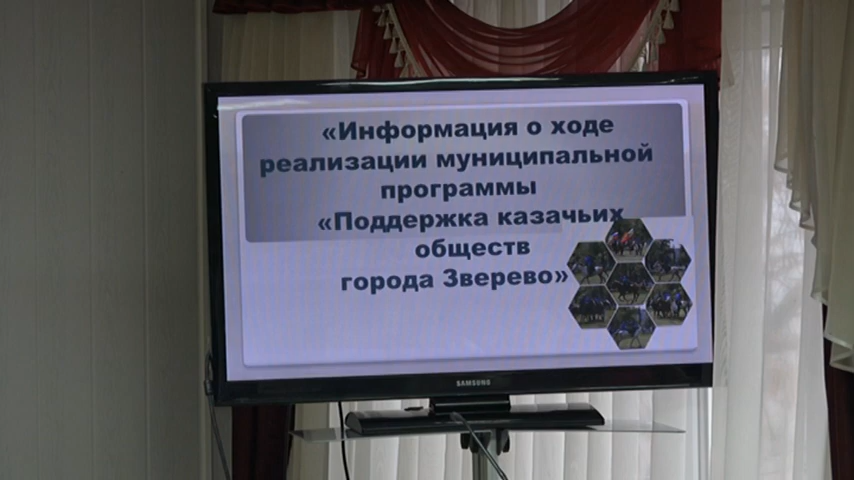 «Информация о ходе
реализации муниципальной
программы
«Поддержка казачьих
обществ
города Зверево»
SAMSUNG